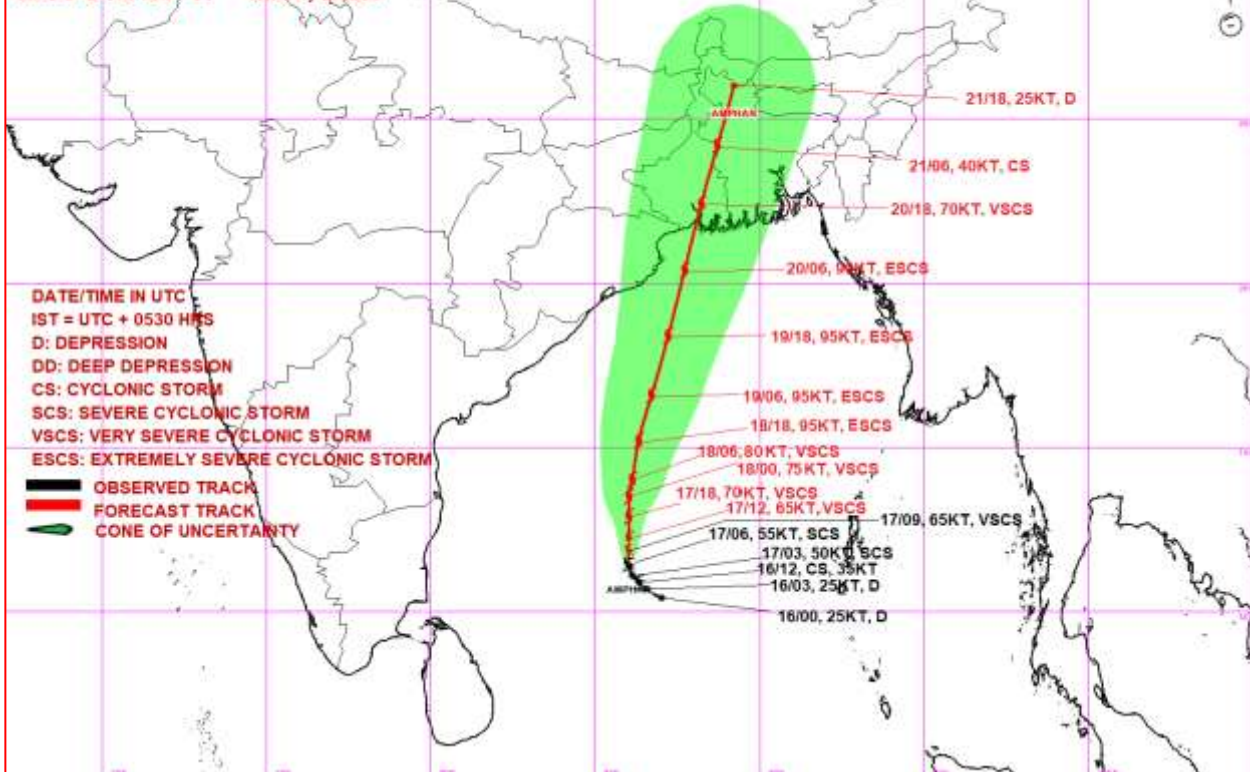 21/18, 25KT, D
AMPHAN
21/06, 40KT, CS
20/18, 70KT, VSCS
20/06, ESCS
19/18, 95KT, ESCS
19/06, 95KT, ESCS
18/18, 95KT, ESCS
18/06,80 KT, VSCS
18/00, 75KT, VSCS
17/18, 70KT, VSCS
17/12, 65KT, VSCS
17/09, 65KT, VSCS
17/06, 55KT, SCS
17/03, 50KT, SCS
16/12, CS, 35KT
16/03, 25KT, D
AMPHAN
16/00, 25KT, D
DATE/TIME IN UTC
IST = UTC + 0530 HRS
D: DEPRESSION
DD: DEEP DEPRESSION
CS: CYCLONIC STORM
SCS: SEVERE CYCLONIC STORM
VSCS: VERY SEVERE CYCLONIC STORM
ESCS: EXTREMELY SEVERE CYCLONIC STORM
OBSERVED TRACK
FORECAST TRACK
CONE OF UNCERTAINTY